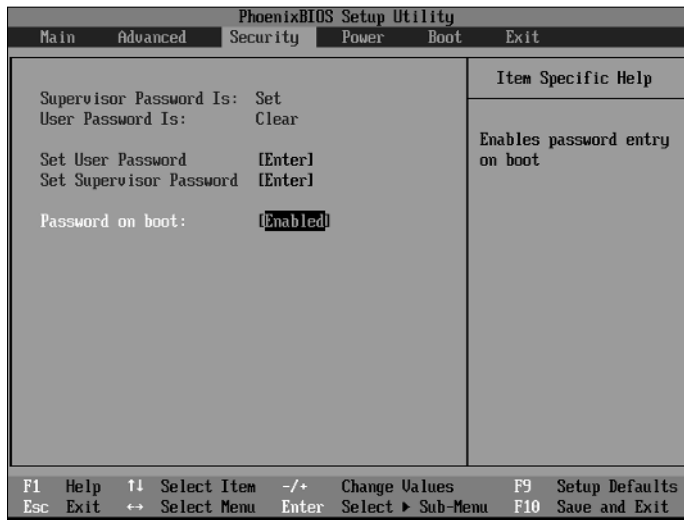 PhoenixBIOS Setup Utility
Main Advanced Security Power Boot Exit
Item Specific Help
Supervisor Password Is: Set
User Password Is: Clear
Enables password entry
on boot
Set User Password [Enter]
Set Supervisor Password [Enter]
Password on boot: [Enabled]
F1 Help ↑↓ Select Item -/+ Change Values F9 Setup Defaults
Esc Exit ↔ Select Menu Enter Select ▶ Sub-Menu F10 Save and Exit